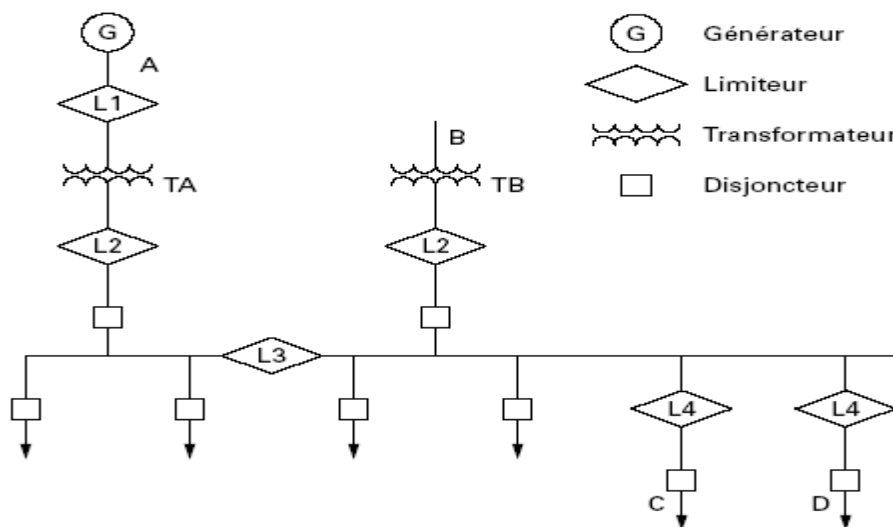 G
Générateur
A
L1
Limiteur
B
Transformateur
TA
TB
Disjoncteur
L2
L2
L3
L4
L4
C
D